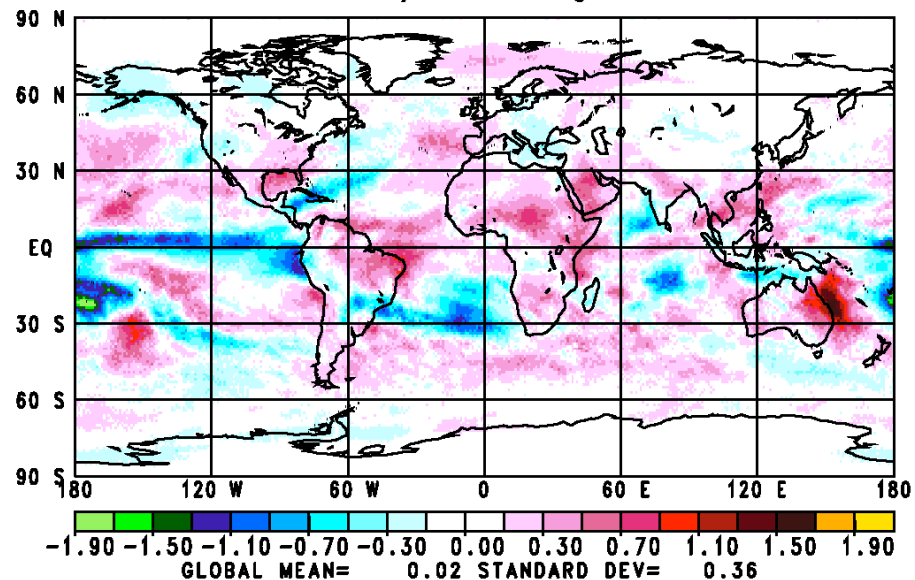 90 N
60 N
30 N
EQ
30 S
60 S
90 S
180 120 W 60 W 0 60 E 120 E 180
-1.90 -1.50 -1.10 -0.70 -0.30 0.00 0.30 0.70 1.10 1.50 1.90
GLOBAL MEAN= 0.02 STANDARD DEV= 0.36